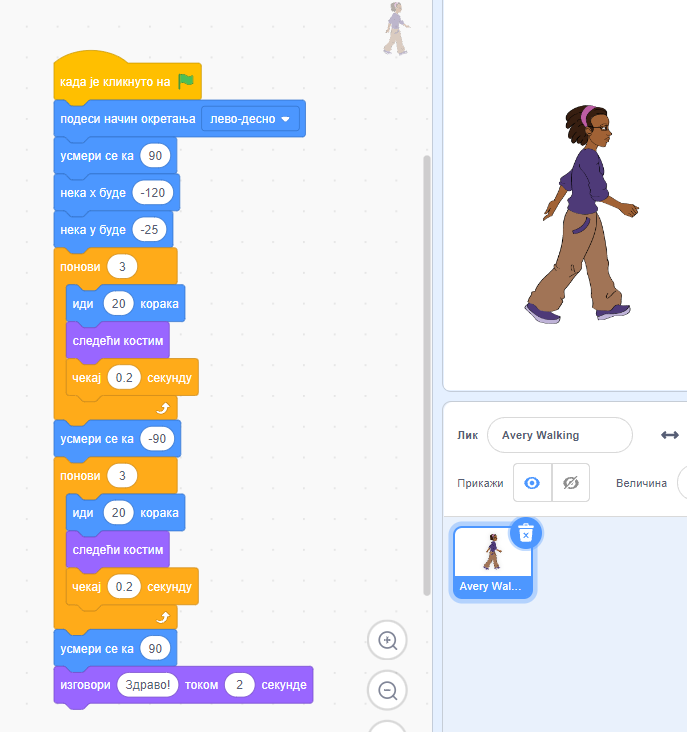 када је кликнуто на
подеси начин окретања лево-десно
усмери се ка 90
нека x буде -120
нека y буде -25
понови 3
иди 20 корака
следећи костим
чекај 0.2 секунду
усмери се ка -90
понови 3
иди 20 корака
следећи костим
чекај 0.2 секунду
усмери се ка 90
изговори Здраво! током 2 секунде
Лик Avery Walking
Прикажи Величина
Avery Wal...